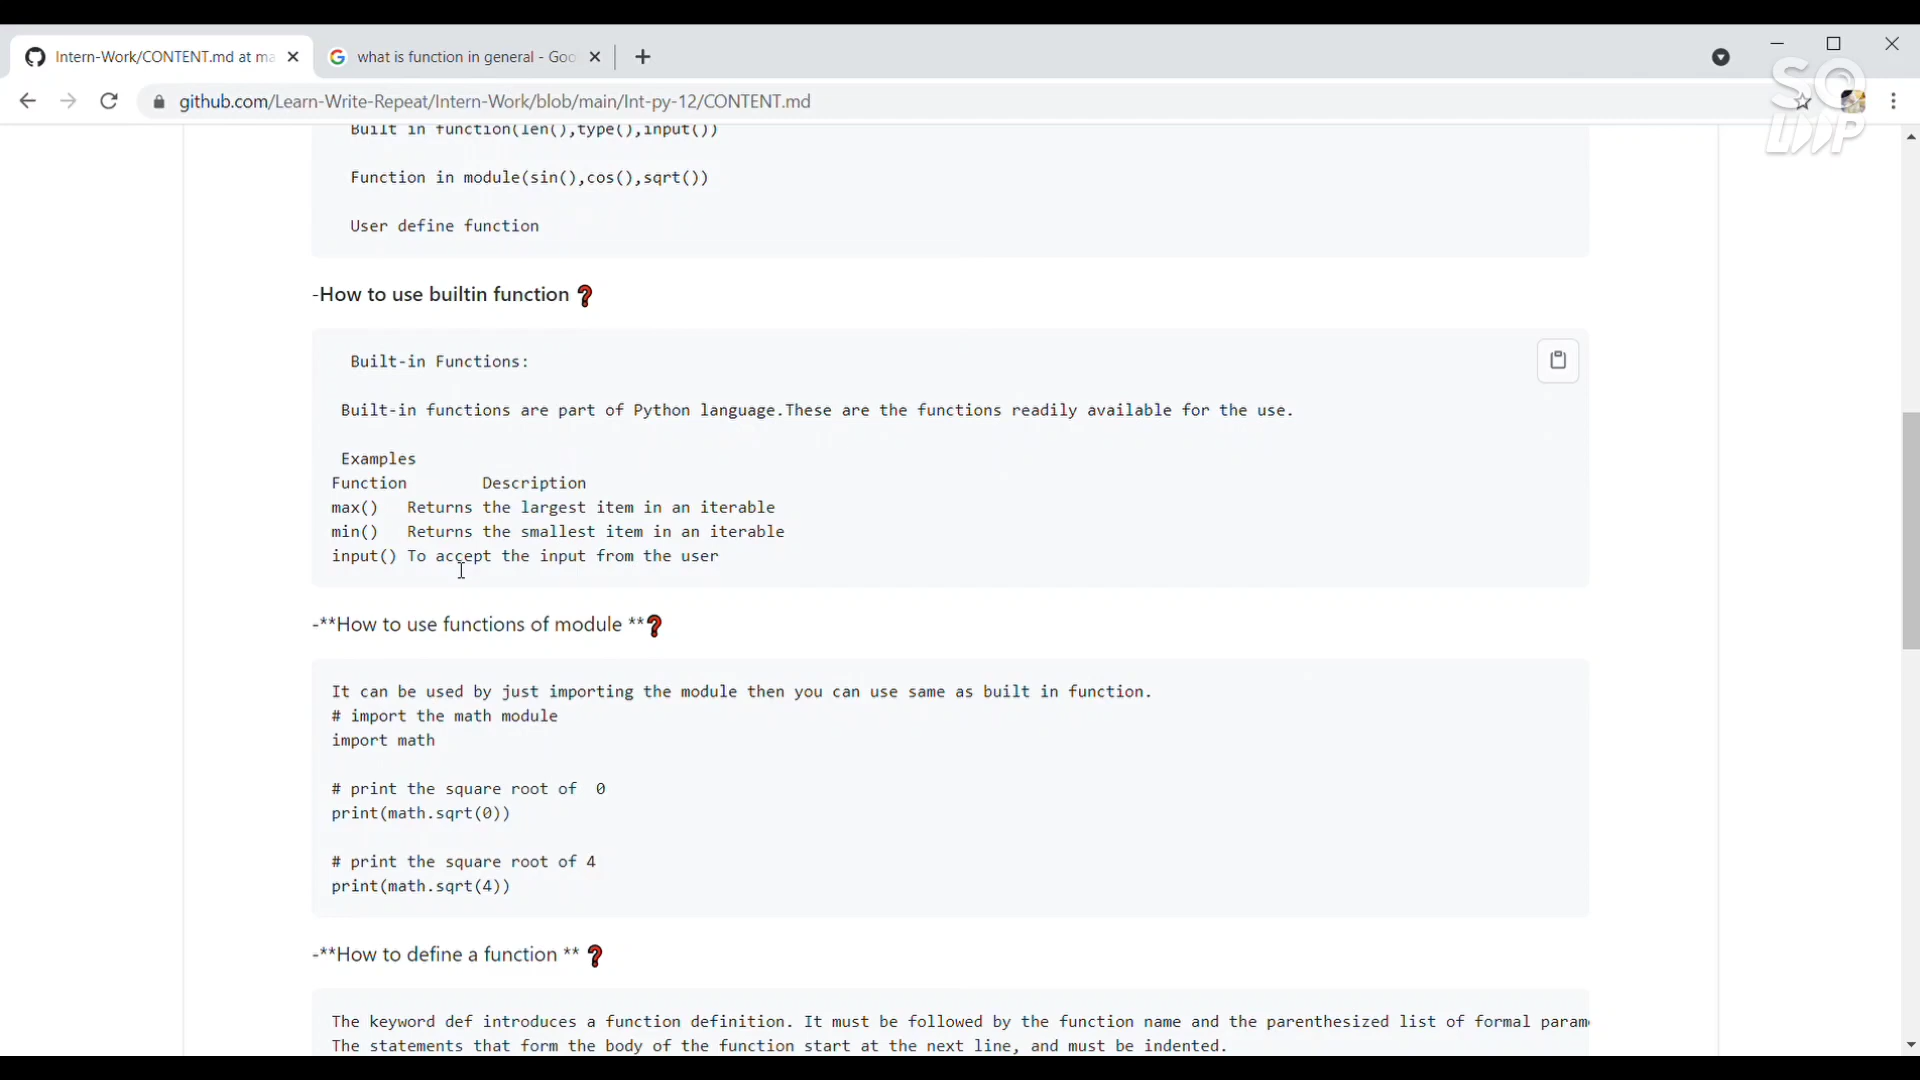 Intern-Work/CONTENT.md at ma
what is function in general - Goo
github.com/Learn-Write-Repeat/Intern-Work/blob/main/Int-py-12/CONTENT.md
Built in function(len(),type(),input())
Function in module(sin(),cos(),sqrt())
User define function
-How to use builtin function ❓
Built-in Functions:
Built-in functions are part of Python language.These are the functions readily available for the use.
Examples
Function Description
max() Returns the largest item in an iterable
min() Returns the smallest item in an iterable
input() To accept the input from the user
-**How to use functions of module **❓
It can be used by just importing the module then you can use same as built in function.
# import the math module
import math
# print the square root of  0
print(math.sqrt(0))
# print the square root of 4
print(math.sqrt(4))
-**How to define a function ** ❓
The keyword def introduces a function definition. It must be followed by the function name and the parenthesized list of formal param
The statements that form the body of the function start at the next line, and must be indented.